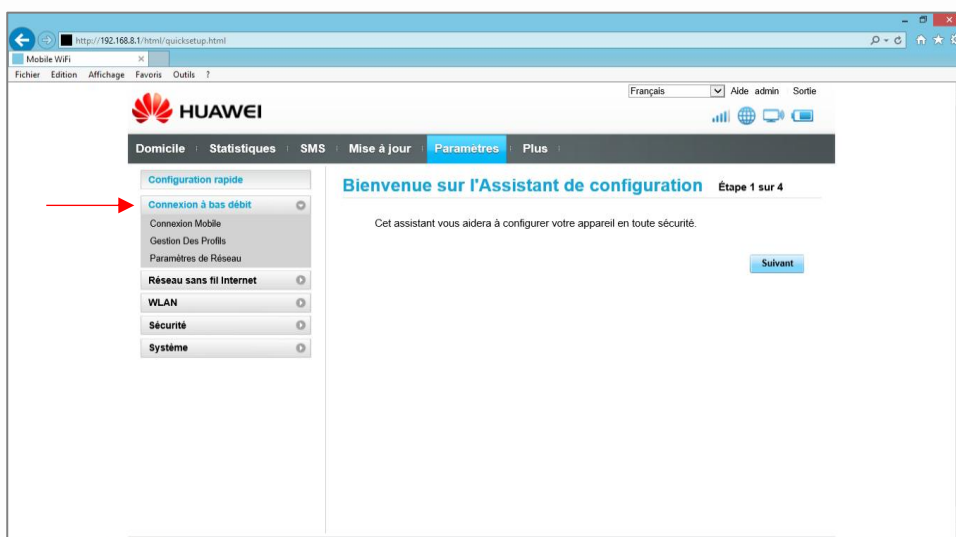 http://192.168.8.1/html/quicksetup.html
Mobile WiFi
Fichier Edition Affichage Favoris Outils ?
Français Aide admin Sortie
HUAWEI
Domicile Statistiques SMS Mise à jour Paramètres Plus
Configuration rapide
Bienvenue sur l'Assistant de configuration Étape 1 sur 4
Connexion à bas débit
Connexion Mobile
Cet assistant vous aidera à configurer votre appareil en toute sécurité.
Gestion Des Profils
Paramètres de Réseau
Suivant
Réseau sans fil Internet
WLAN
Sécurité
Système